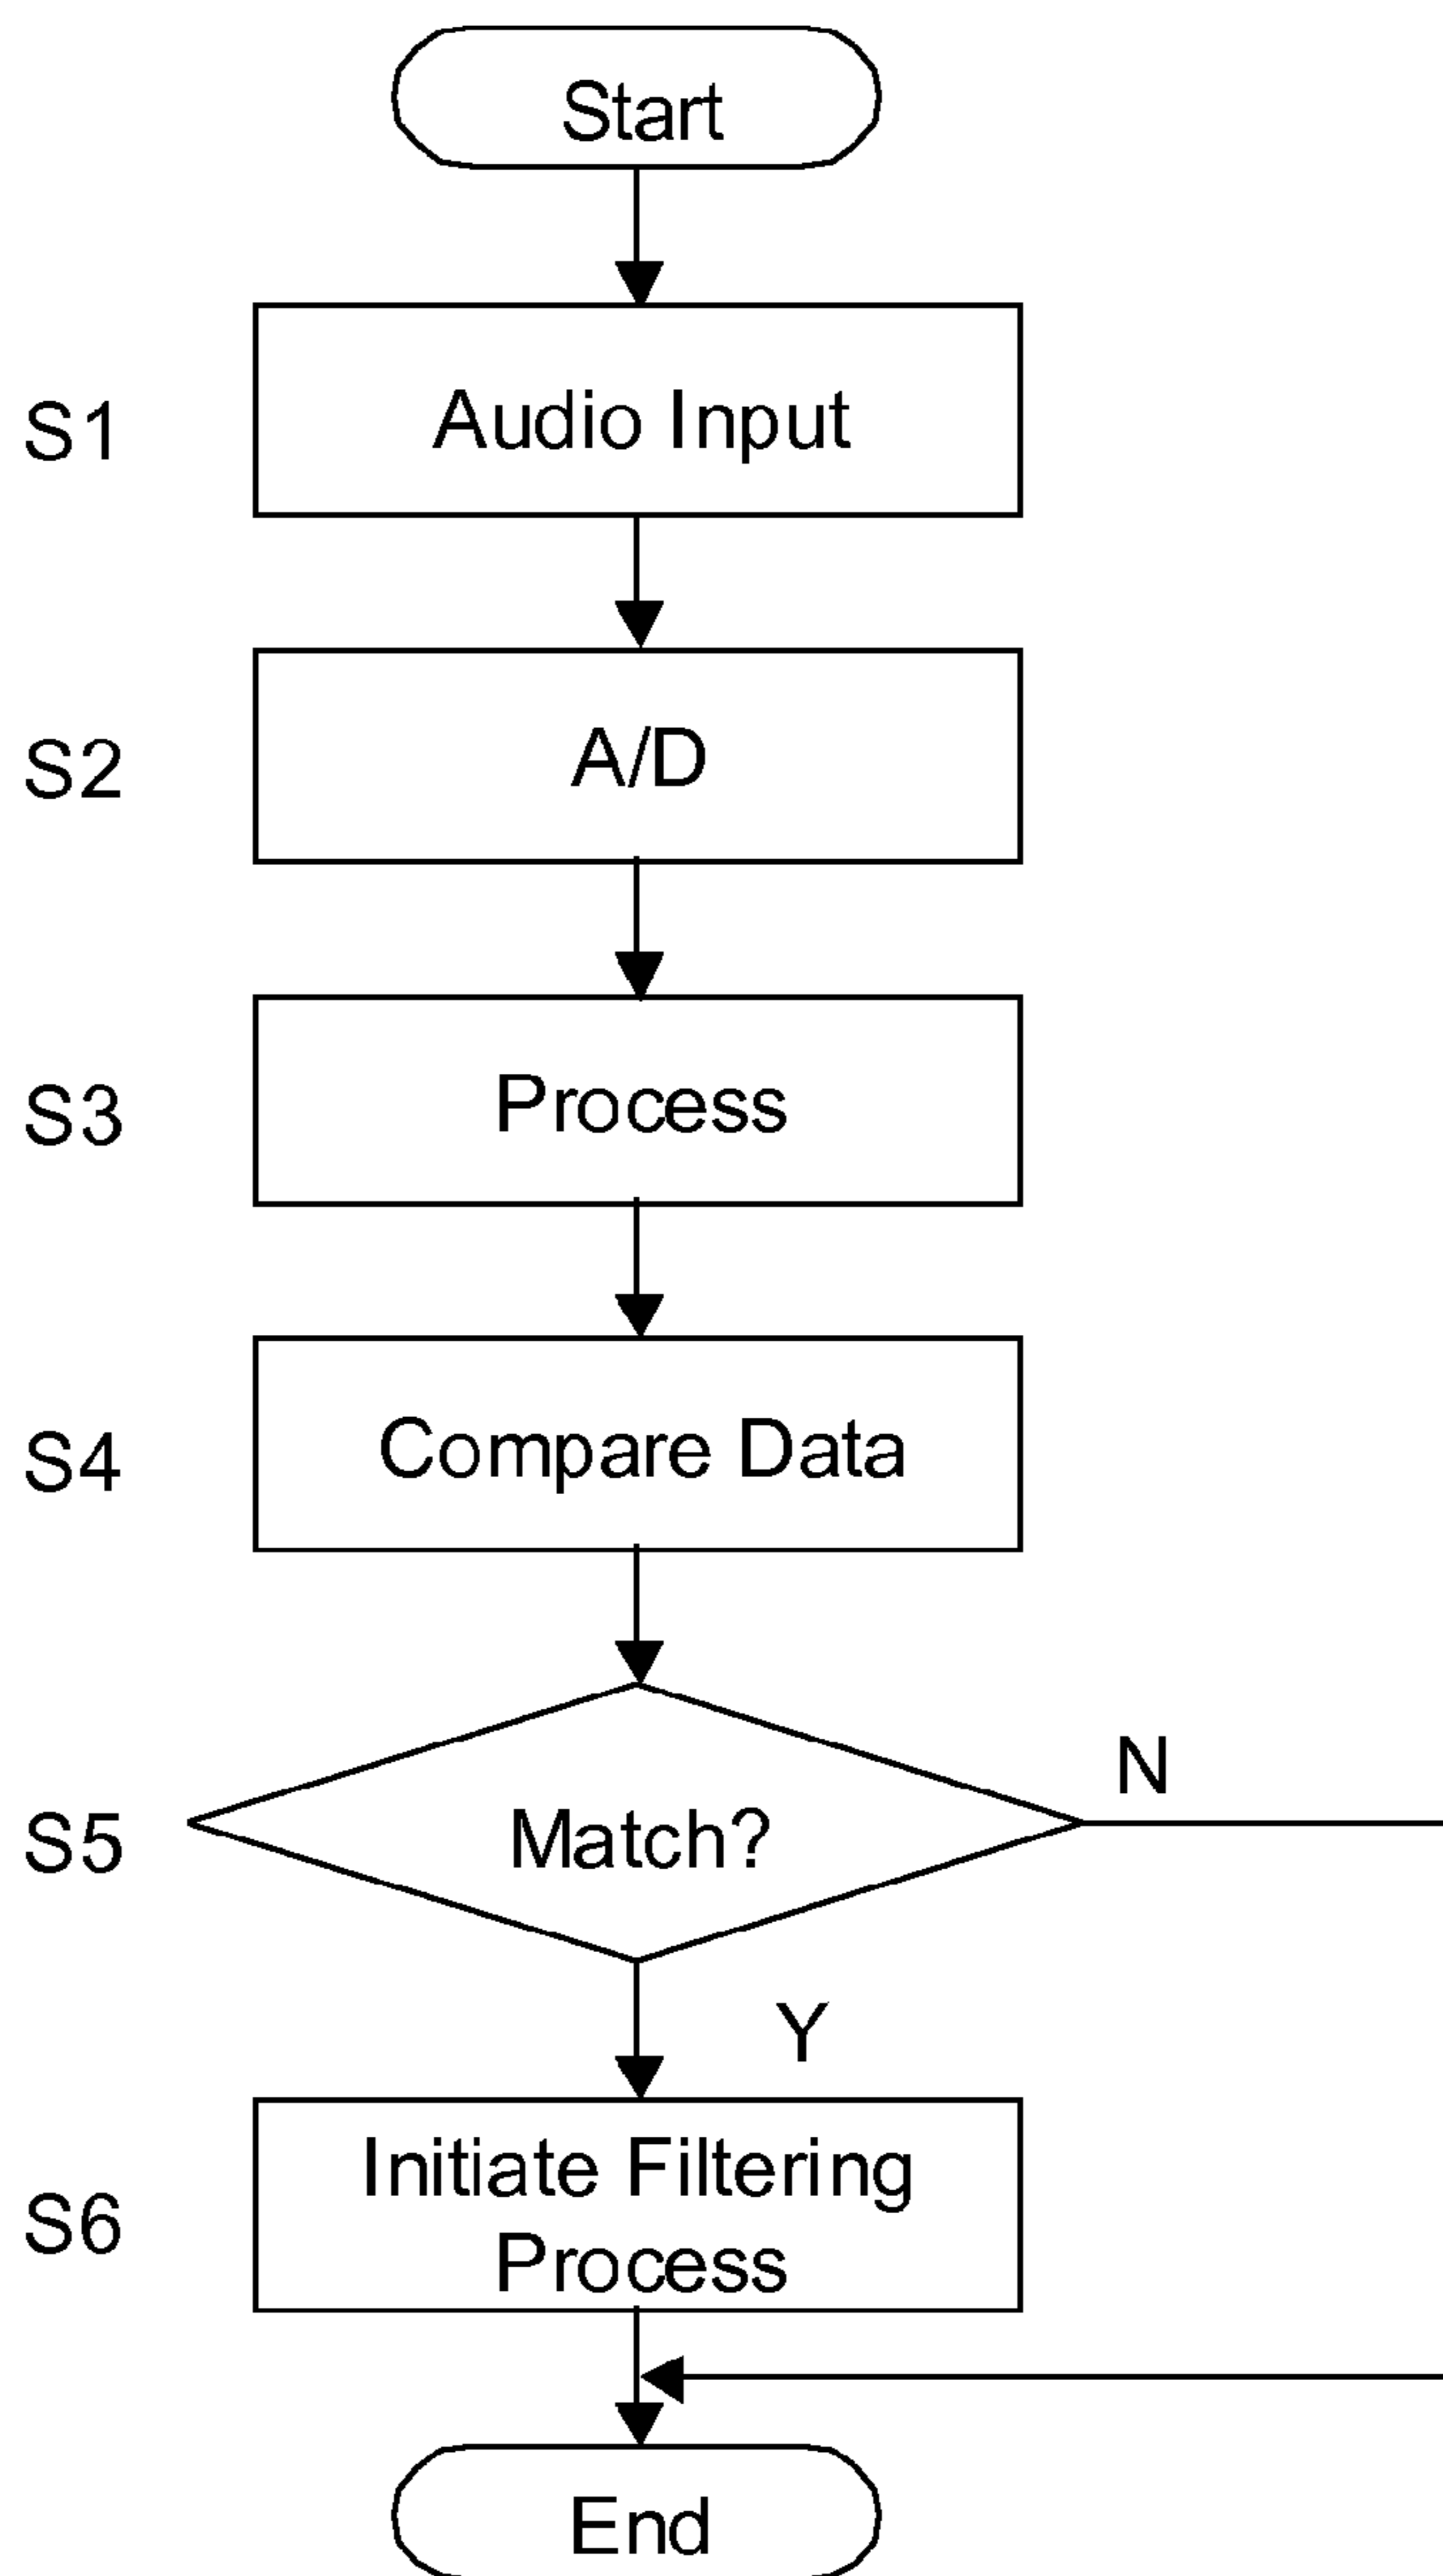 Start
S1
Audio Input
S2
A/D
S3
Process
S4
Compare Data
S5
Match?
N
Y
S6
Initiate Filtering
Process
End